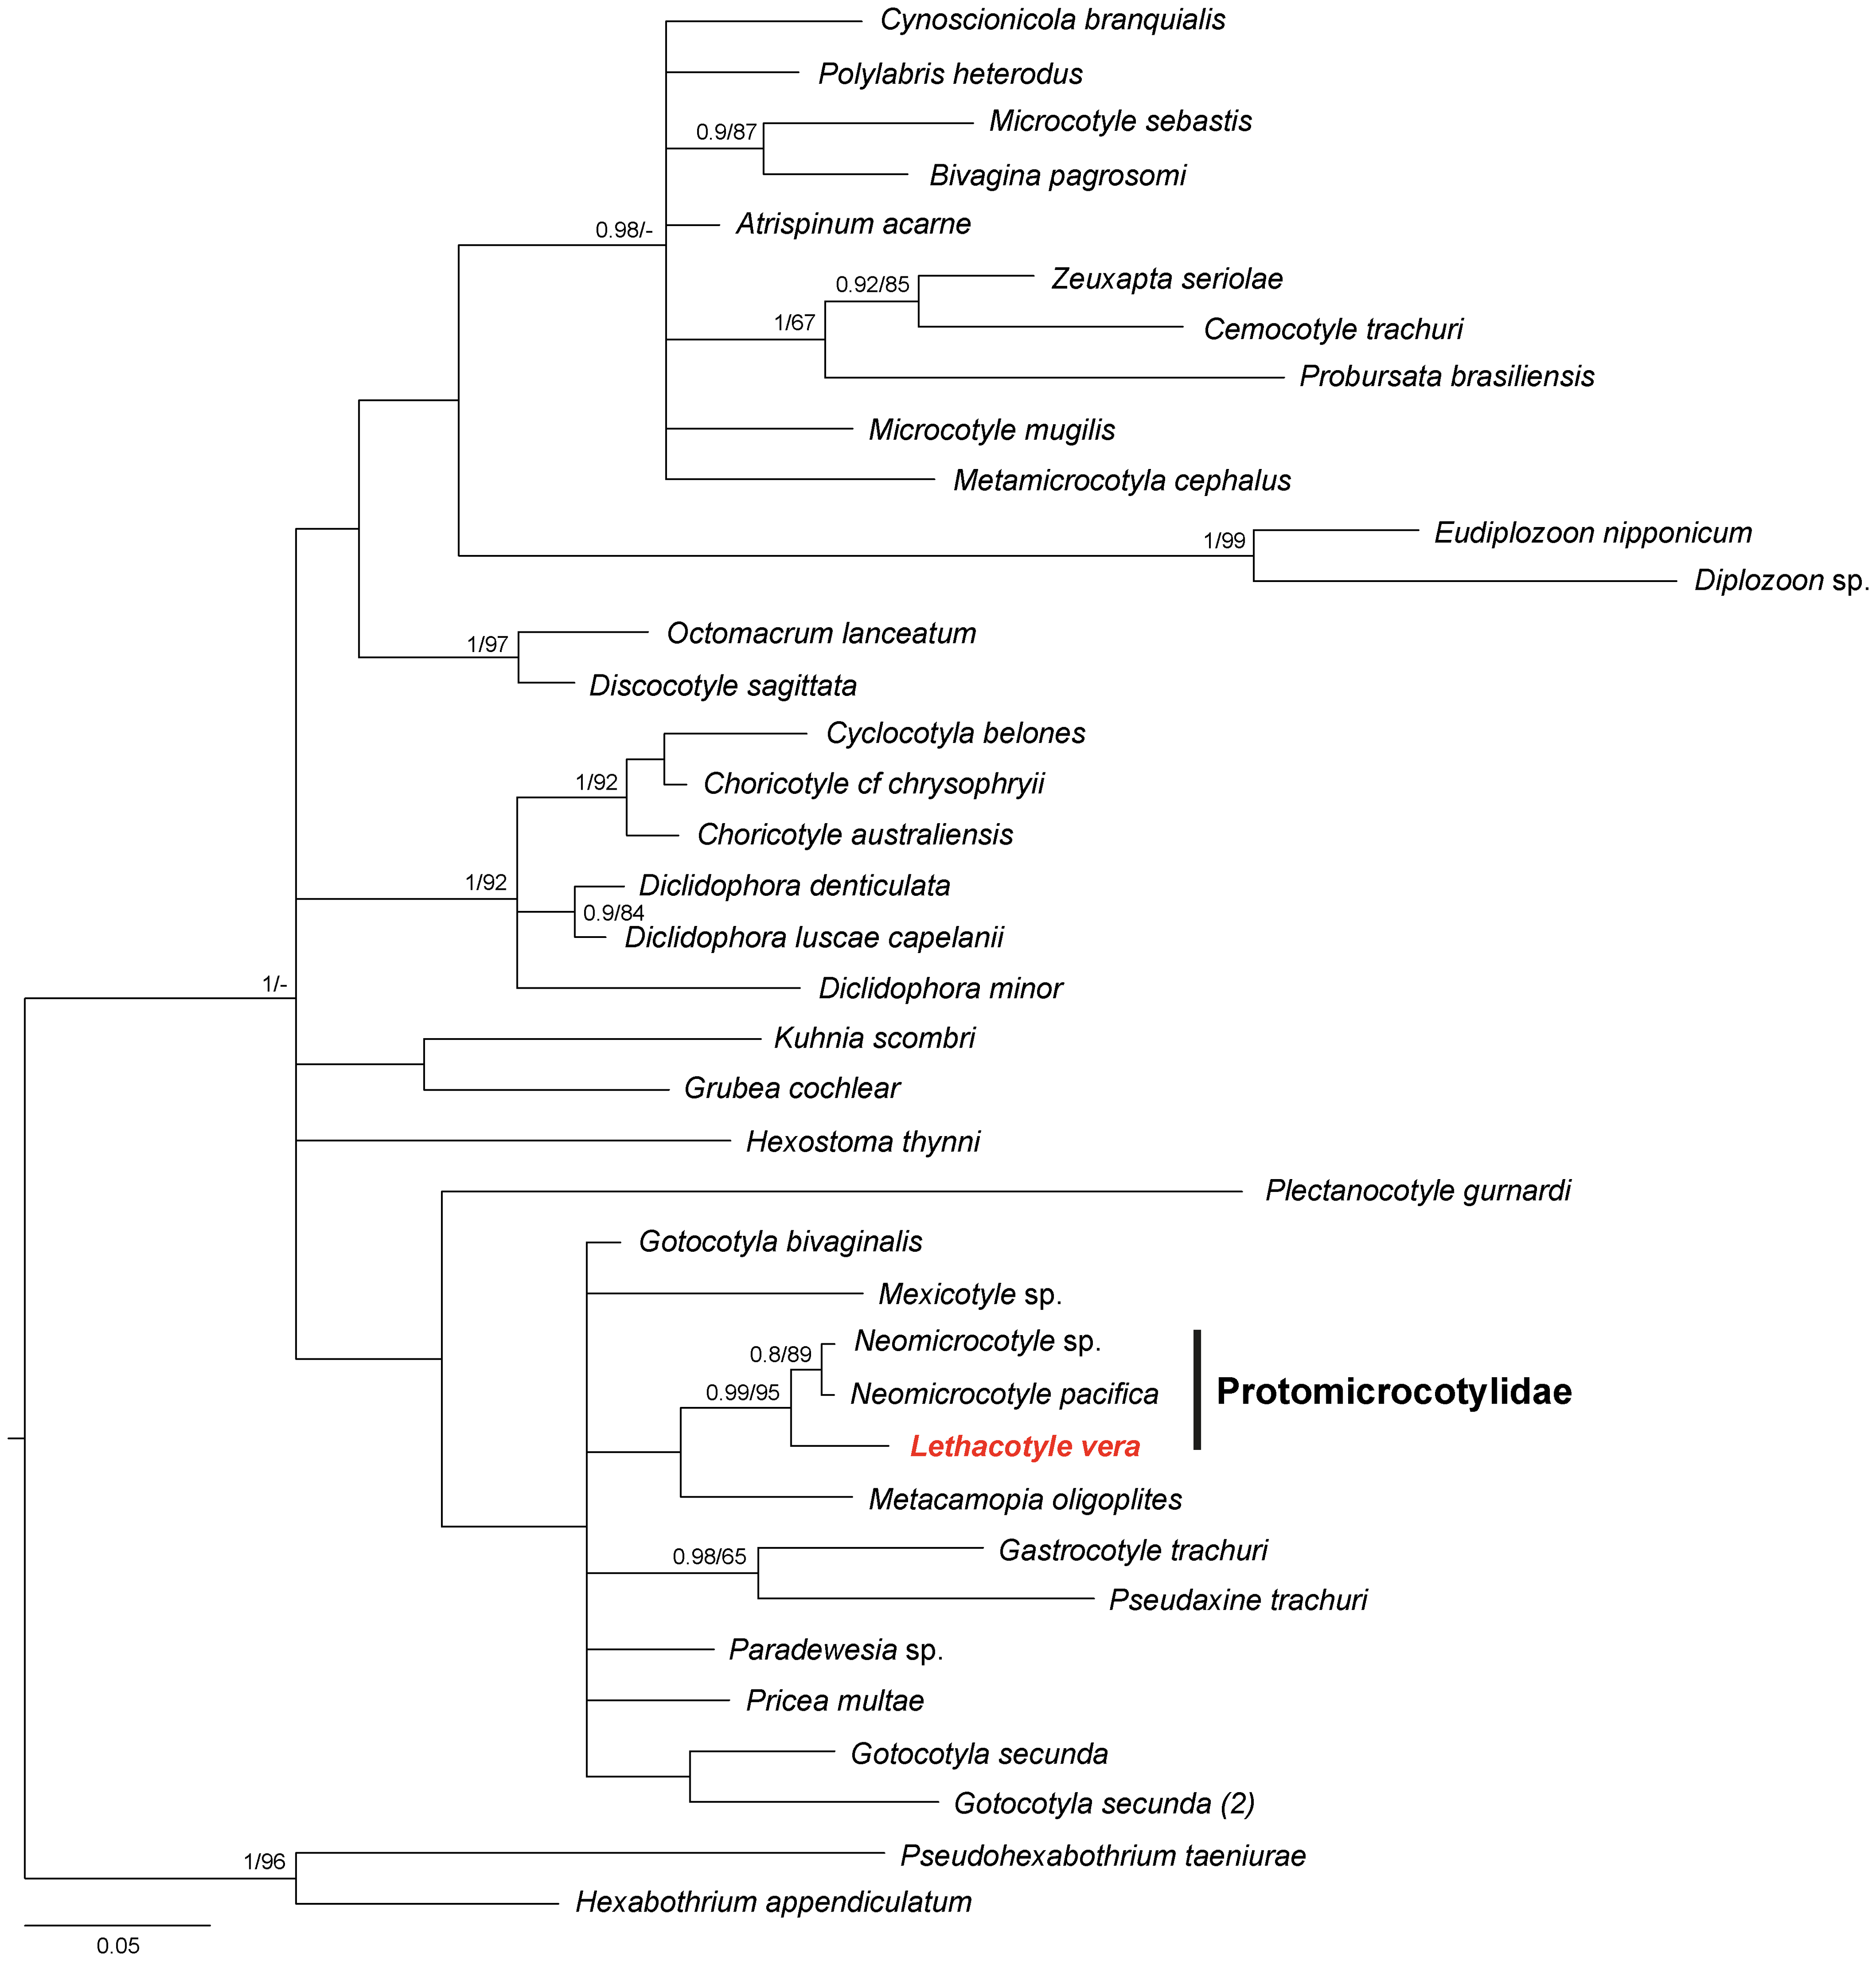 Cynoscionicola branquialis
Polylabris heterodus
0.9/87
Microcotyle sebastis
Bivagina pagrosomi
0.98/-
Atrispinum acarne
0.92/85
Zeuxapta seriolae
1/67
Cemocotyle trachuri
Probursata brasiliensis
Microcotyle mugilis
Metamicrocotyla cephalus
1/99
Eudiplozoon nipponicum
Diplozoon sp.
1/97
Octomacrum lanceatum
Discocotyle sagittata
Cyclocotyla belones
1/92
Choricotyle cf chrysophryii
Choricotyle australiensis
1/92
Diclidophora denticulata
0.9/84
Diclidophora luscae capelanii
Diclidophora minor
1/-
Kuhnia scombri
Grubea cochlear
Hexostoma thynni
Plectanocotyle gurnardi
Gotocotyla bivaginalis
Mexicotyle sp.
0.8/89
Neomicrocotyle sp.
0.99/95
Neomicrocotyle pacifica
Protomicrocotylidae
Lethacotyle vera
Metacamopia oligoplites
0.98/65
Gastrocotyle trachuri
Pseudaxine trachuri
Paradewesia sp.
Pricea multae
Gotocotyla secunda
Gotocotyla secunda (2)
1/96
Pseudohexabothrium taeniurae
Hexabothrium appendiculatum
0.05